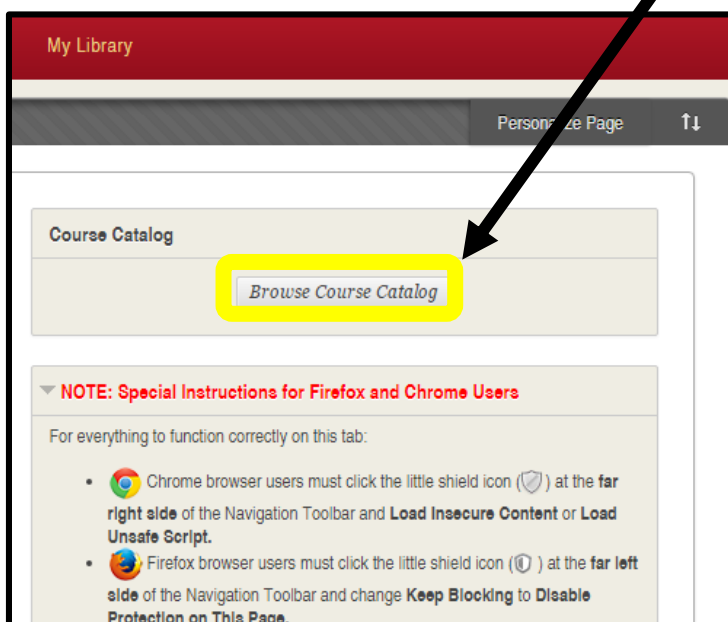 My Library
Personalize Page
Course Catalog
Browse Course Catalog
NOTE: Special Instructions for Firefox and Chrome Users
For everything to function correctly on this tab:
• Chrome browser users must click the little shield icon ( ) at the far
right side of the Navigation Toolbar and Load Insecure Content or Load
Unsafe Script.
• Firefox browser users must click the little shield icon ( ) at the far left
side of the Navigation Toolbar and change Keep Blocking to Disable
Protection on This Page.